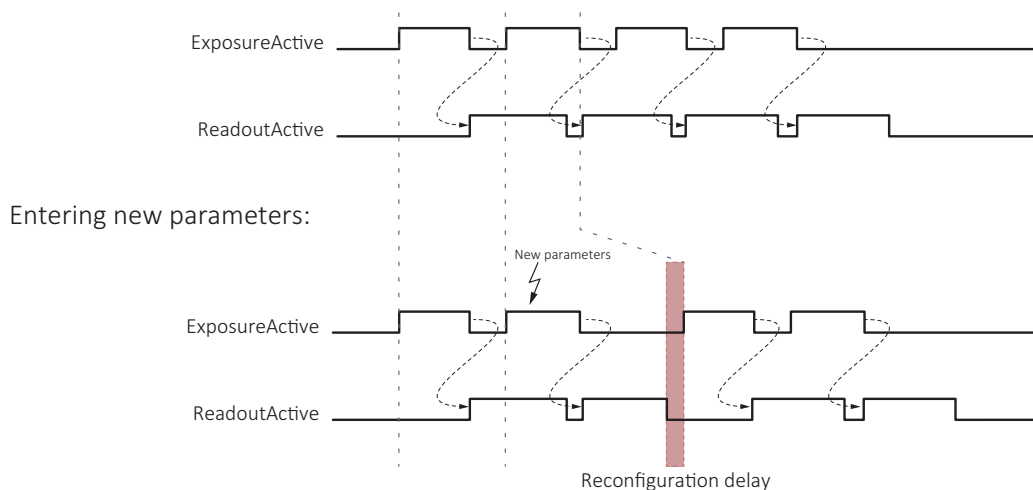 ExposureActive
ReadoutActive
Entering new parameters:
New parameters
ExposureActive
ReadoutActive
Reconfiguration delay